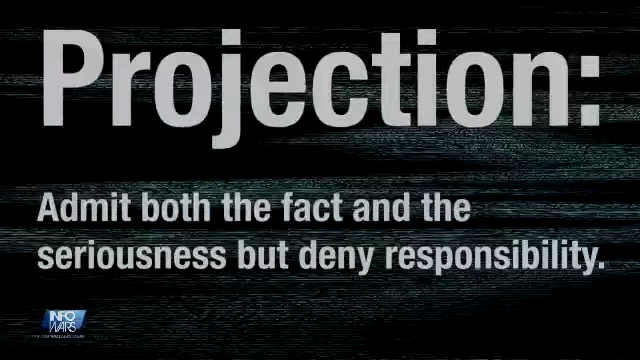 Projection:
Admit both the fact and the
seriousness but deny responsibility.
INFO
WARS